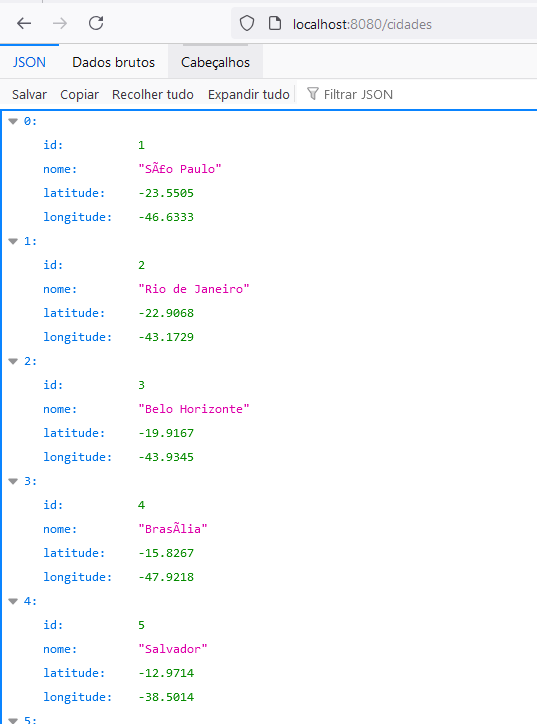 localhost:8080/cidades
JSON Dados brutos Cabeçalhos
Salvar Copiar Recolher tudo Expandir tudo Filtrar JSON
0:
id: 1
nome: "SÃ£o Paulo"
latitude: -23.5505
longitude: -46.6333
1:
id: 2
nome: "Rio de Janeiro"
latitude: -22.9068
longitude: -43.1729
2:
id: 3
nome: "Belo Horizonte"
latitude: -19.9167
longitude: -43.9345
3:
id: 4
nome: "BrasÃ­lia"
latitude: -15.8267
longitude: -47.9218
4:
id: 5
nome: "Salvador"
latitude: -12.9714
longitude: -38.5014
5: